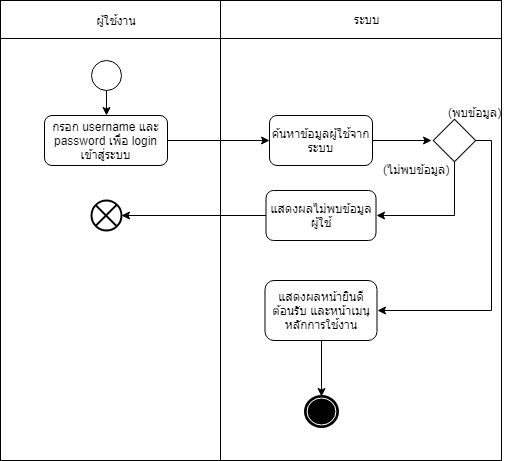 ผู้ใช้งาน
ระบบ
กรอก username และ
password เพื่อ login
เข้าสู่ระบบ
ค้นหาข้อมูลผู้ใช้จาก
ระบบ
(พบข้อมูล)
(ไม่พบข้อมูล)
แสดงผลไม่พบข้อมูล
ผู้ใช้
แสดงผลหน้ายินดี
ต้อนรับ และหน้าเมนู
หลักการใช้งาน